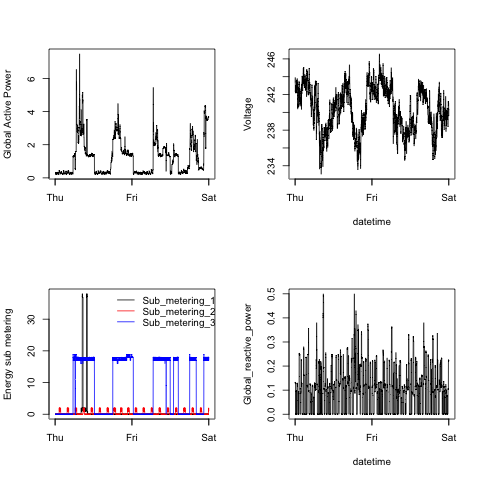 Global Active Power
0 2 4 6
Thu Fri Sat
Voltage
234 238 242 246
Thu Fri Sat
datetime
Energy sub metering
0 10 20 30
Sub_metering_1
Sub_metering_2
Sub_metering_3
Thu Fri Sat
Global_reactive_power
0.0 0.1 0.2 0.3 0.4 0.5
Thu Fri Sat
datetime